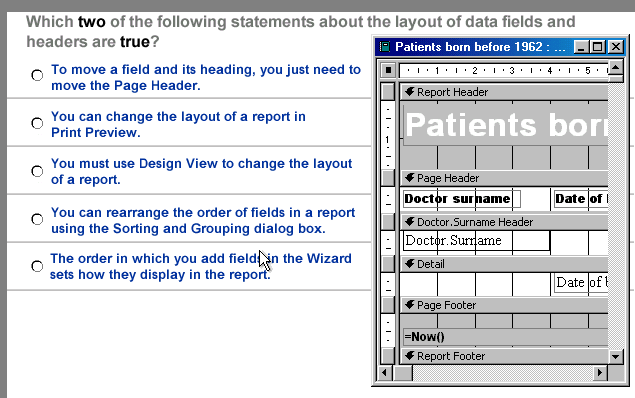 Which two of the following statements about the layout of data fields and
headers are true?
To move a field and its heading, you just need to
move the Page Header.
You can change the layout of a report in
Print Preview.
You must use Design View to change the layout
of a report.
You can rearrange the order of fields in a report
using the Sorting and Grouping dialog box.
The order in which you add fields in the Wizard
sets how they display in the report.
Patients born before 1962 : ...
1 2 3 4 5
Report Header
Patients born
1
Page Header
Doctor surname Date of
Doctor.Surname Header
Doctor.Surname
Detail
Date of
Page Footer
=Now()
Report Footer